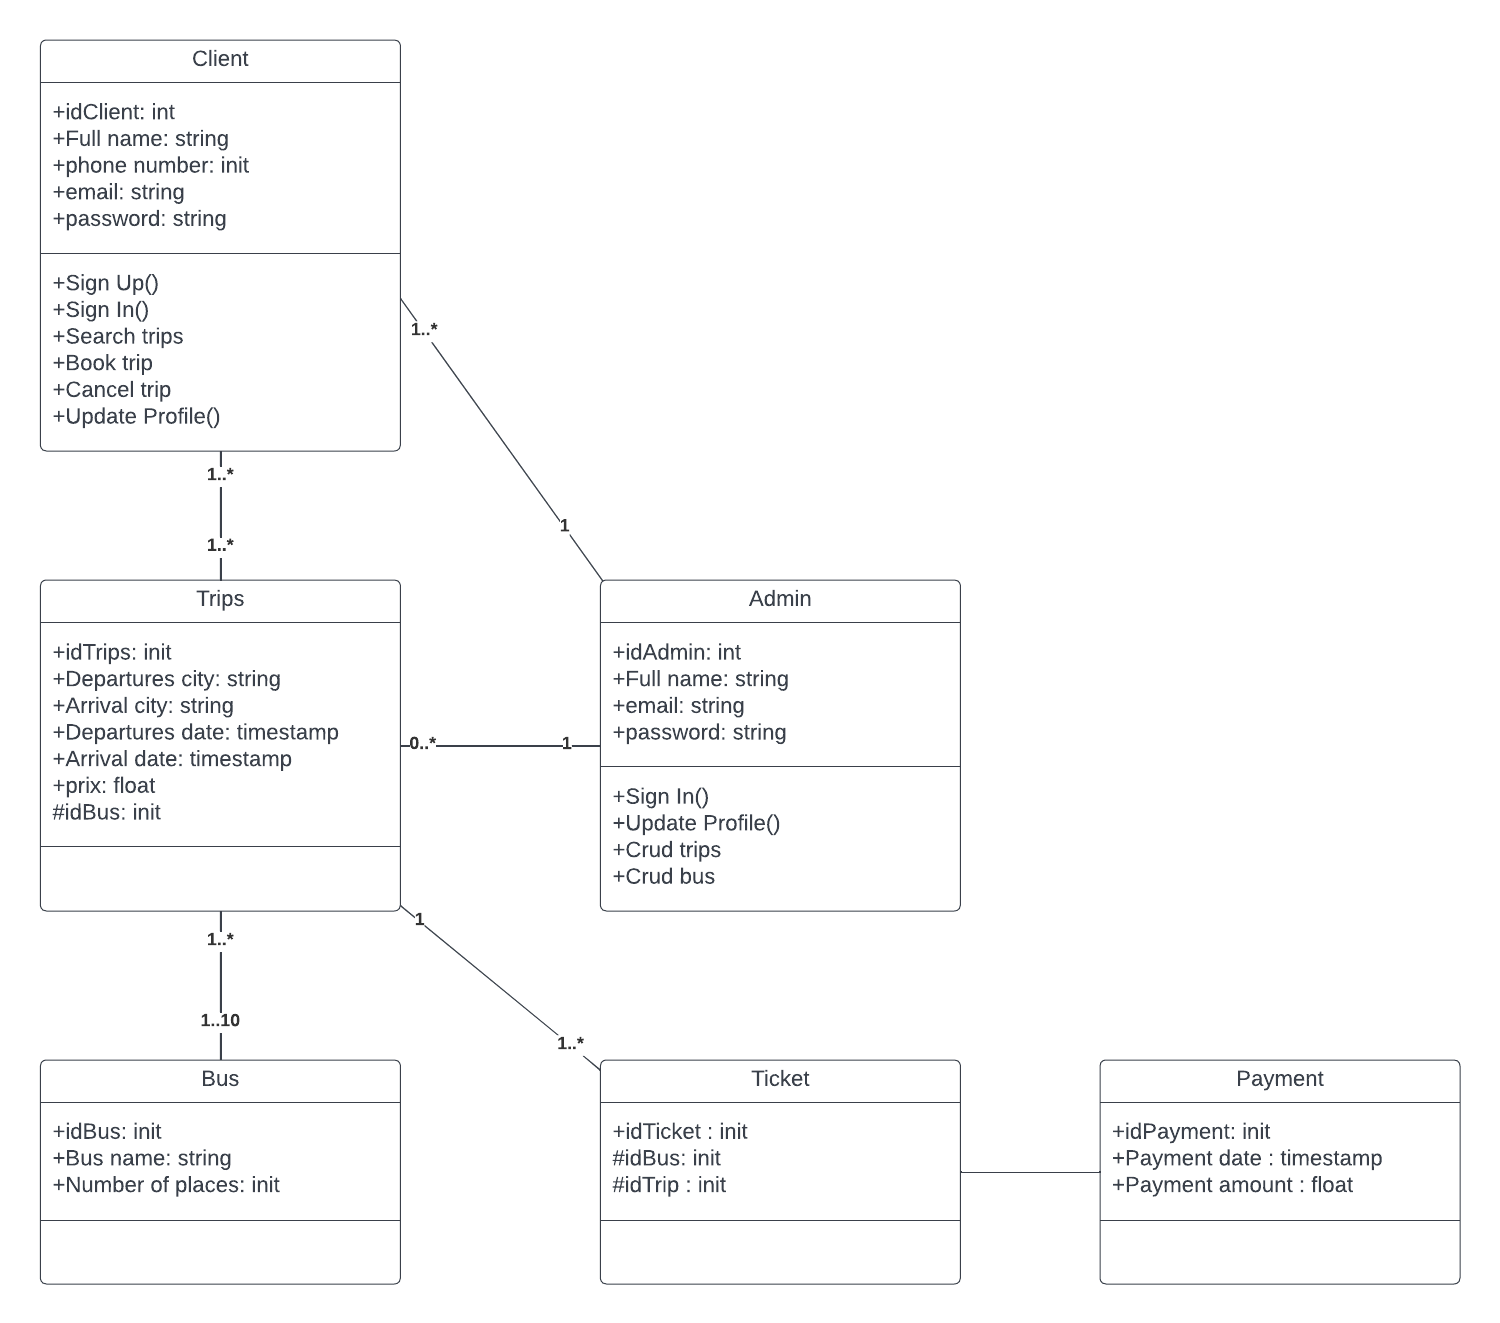 Client
+idClient: int
+Full name: string
+phone number: init
+email: string
+password: string
+Sign Up()
+Sign In()
+Search trips
+Book trip
+Cancel trip
+Update Profile()
1..*
1
1..*
1..*
Trips
+idTrips: init
+Departures city: string
+Arrival city: string
+Departures date: timestamp
+Arrival date: timestamp
+prix: float
#idBus: init
0..*
1
Admin
+idAdmin: int
+Full name: string
+email: string
+password: string
+Sign In()
+Update Profile()
+Crud trips
+Crud bus
1..*
1..10
1
1..*
Bus
+idBus: init
+Bus name: string
+Number of places: init
Ticket
+idTicket : init
#idBus: init
#idTrip : init
Payment
+idPayment: init
+Payment date : timestamp
+Payment amount : float